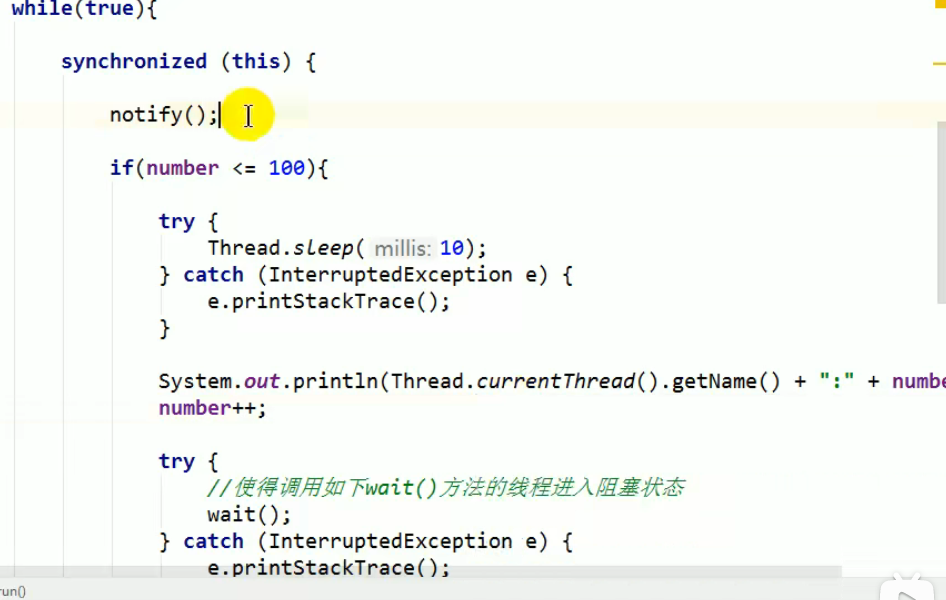 while(true){
synchronized (this) {
notify();
if(number <= 100){
try {
Thread.sleep( millis: 10);
} catch (InterruptedException e) {
e.printStackTrace();
}
System.out.println(Thread.currentThread().getName() + ":" + numbe
number++;
try {
//使得调用如下wait()方法的线程进入阻塞状态
wait();
} catch (InterruptedException e) {
e.printStackTrace();
run()